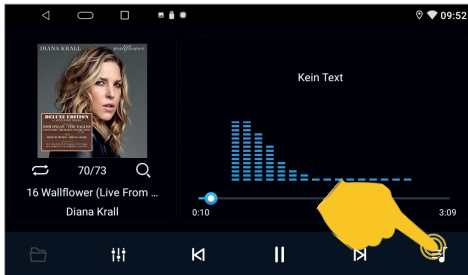 09:52
DIANA KRALL wallflower
DELUXE EDITION
Kein Text
70/73
16 Wallflower (Live From ...
Diana Krall
0:10
3:09